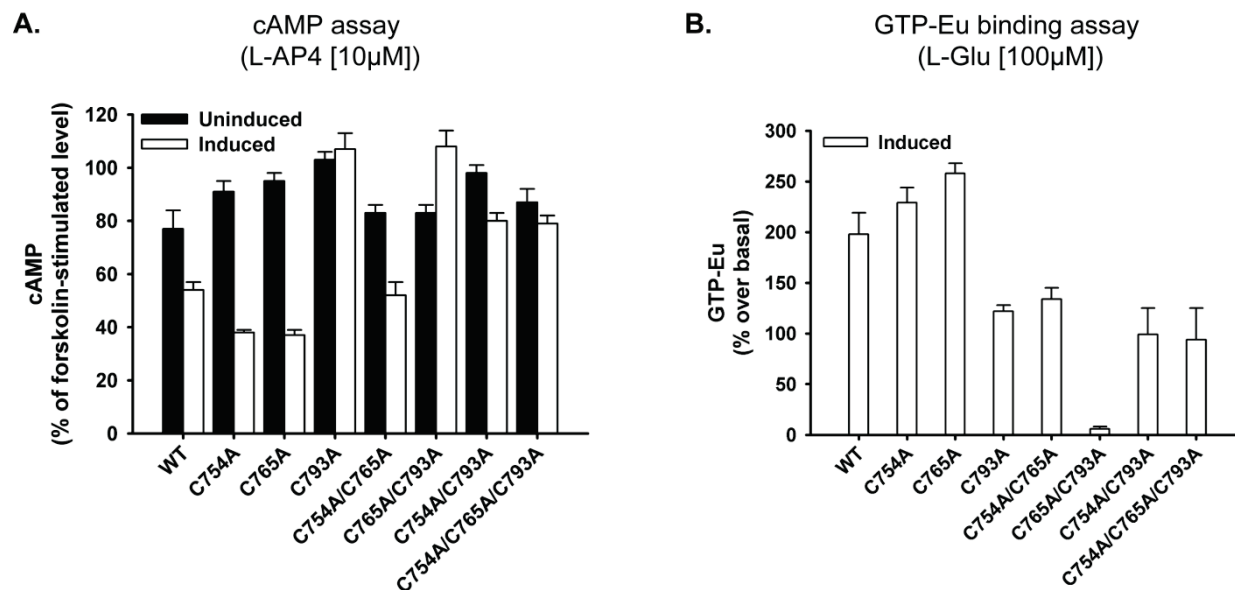 A.
cAMP assay
(L-AP4 [10µM])
Uninduced
Induced
cAMP
(% of forskolin-stimulated level)
120
100
80
60
40
20
0
WT
C754A
C765A
C793A
C754A/C765A
C765A/C793A
C754A/C793A
C754A/C765A/C793A
B.
GTP-Eu binding assay
(L-Glu [100µM])
Induced
GTP-Eu
(% over basal)
300
250
200
150
100
50
0
WT
C754A
C765A
C793A
C754A/C765A
C765A/C793A
C754A/C793A
C754A/C765A/C793A